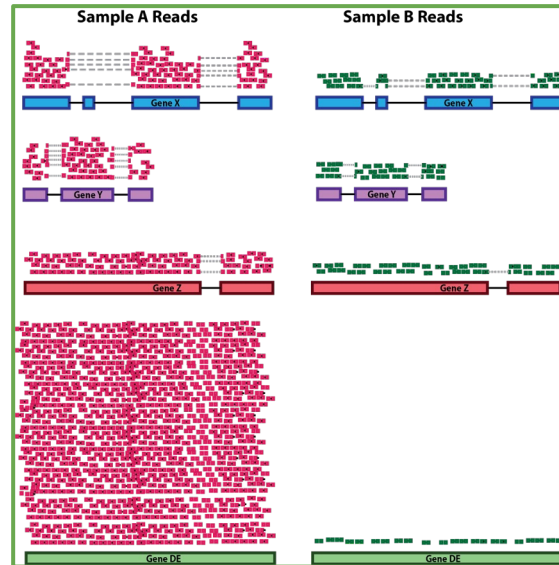 Sample A Reads
Sample B Reads
Gene X
Gene X
Gene Y
Gene Y
Gene Z
Gene Z
Gene DE
Gene DE